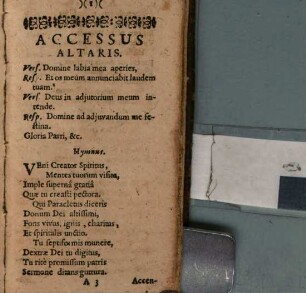 )(1)(
ACCESSUS
ALTARIS.
Vers. Domine labia mea aperies,
Resp. Et os meum annunciabit laudem
tuam.
Vers. Deus in adjutorium meum in-
tende.
Resp. Domine ad adjuvandum me fe-
stina.
Gloria Patri, &c.
Hymnus.
VEni Creator Spiritus,
Mentes tuorum visita,
Imple supernâ gratiâ
Quæ tu creasti pectora.
Qui Paracletus diceris
Donum Dei altissimi,
Fons vivus, ignis, charitas,
Et spiritalis unctio.
Tu septiformis munere,
Dextræ Dei tu digitus,
Tu ritè promissum patris
Sermone ditans guttura.
A 3 Accen-